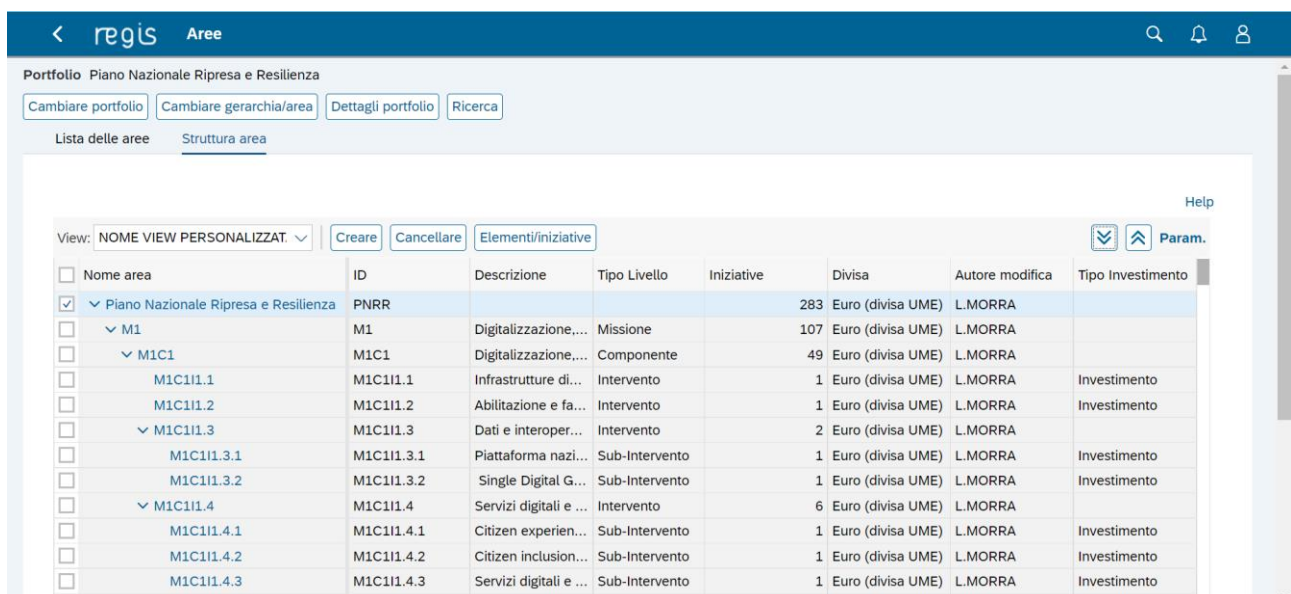 regis Aree
Portfolio Piano Nazionale Ripresa e Resilienza
Cambiare portfolio Cambiare gerarchia/area Dettagli portfolio Ricerca
Lista delle aree Struttura area
Help
View: NOME VIEW PERSONALIZZAT. Creare Cancellare Elementi/iniziative Param.
Nome area ID Descrizione Tipo Livello Iniziative Divisa Autore modifica Tipo Investimento
Piano Nazionale Ripresa e Resilienza PNRR 283 Euro (divisa UME) L.MORRA
M1 M1 Digitalizzazione,... Missione 107 Euro (divisa UME) L.MORRA
M1C1 M1C1 Digitalizzazione,... Componente 49 Euro (divisa UME) L.MORRA
M1C1I1.1 M1C1I1.1 Infrastrutture di... Intervento 1 Euro (divisa UME) L.MORRA Investimento
M1C1I1.2 M1C1I1.2 Abilitazione e fa... Intervento 1 Euro (divisa UME) L.MORRA Investimento
M1C1I1.3 M1C1I1.3 Dati e interoper... Intervento 2 Euro (divisa UME) L.MORRA
M1C1I1.3.1 M1C1I1.3.1 Piattaforma nazi... Sub-Intervento 1 Euro (divisa UME) L.MORRA Investimento
M1C1I1.3.2 M1C1I1.3.2 Single Digital G... Sub-Intervento 1 Euro (divisa UME) L.MORRA Investimento
M1C1I1.4 M1C1I1.4 Servizi digitali e ... Intervento 6 Euro (divisa UME) L.MORRA
M1C1I1.4.1 M1C1I1.4.1 Citizen experien... Sub-Intervento 1 Euro (divisa UME) L.MORRA Investimento
M1C1I1.4.2 M1C1I1.4.2 Citizen inclusion... Sub-Intervento 1 Euro (divisa UME) L.MORRA Investimento
M1C1I1.4.3 M1C1I1.4.3 Servizi digitali e ... Sub-Intervento 1 Euro (divisa UME) L.MORRA Investimento